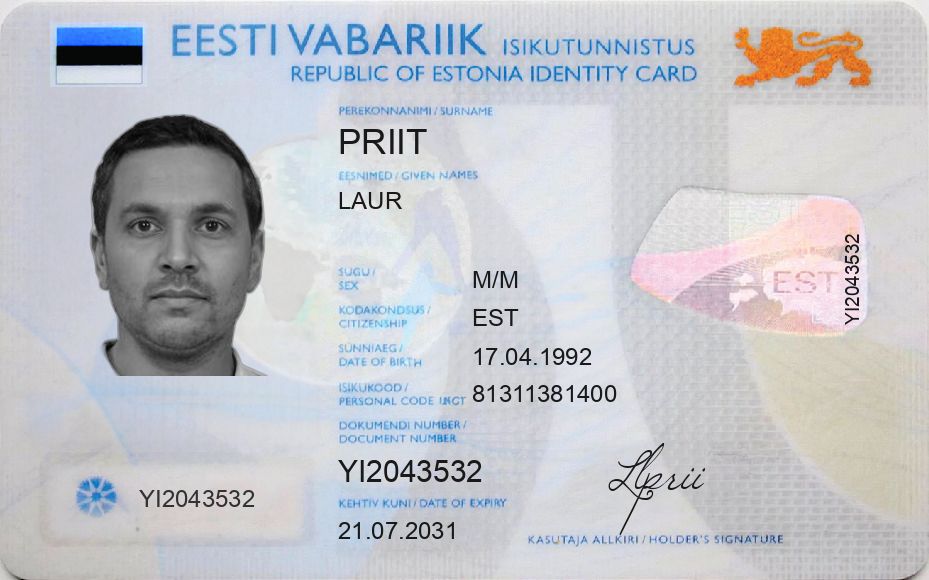 EESTI VABARIIK ISIKUTUNNISTUS
REPUBLIC OF ESTONIA IDENTITY CARD
PEREKONNANIMI / SURNAME
PRIIT
EESNIMED / GIVEN NAMES
LAUR
SUGU /
SEX
M/M
KODAKONDSUS /
CITIZENSHIP
EST
SÜNNIAEG /
DATE OF BIRTH
17.04.1992
ISIKUKOOD /
PERSONAL CODE
81311381400
DOKUMENDI NUMBER /
DOCUMENT NUMBER
YI2043532
KEHTIV KUNI / DATE OF EXPIRY
21.07.2031
YI2043532
EST
YI2043532
KASUTAJA ALLKIRI / HOLDER'S SIGNATURE